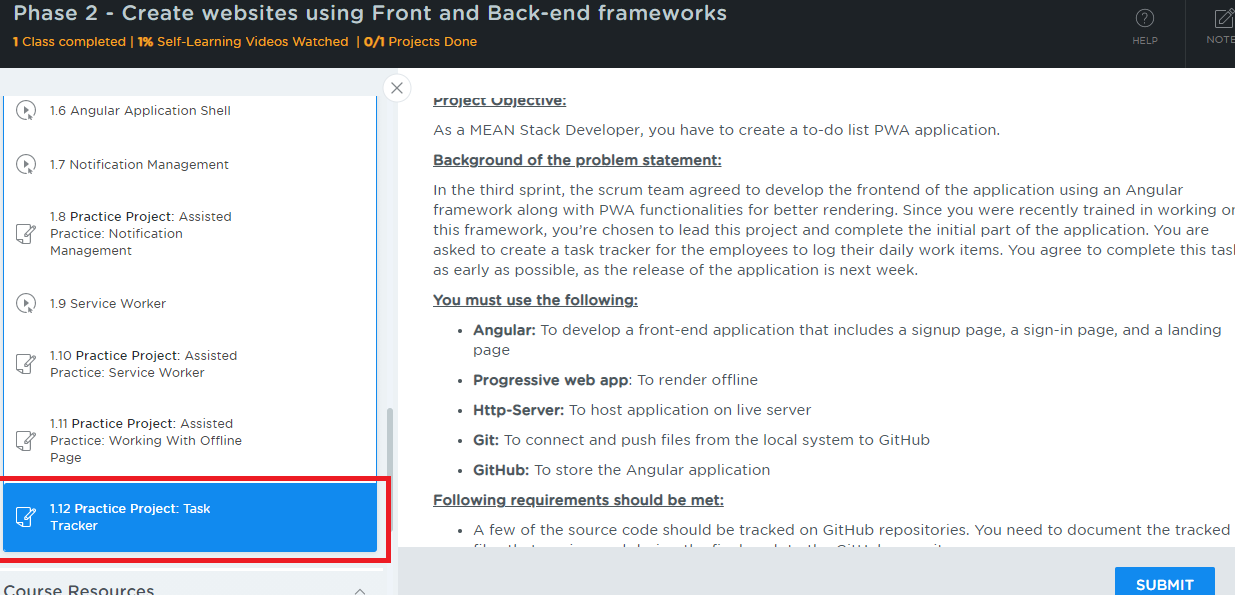 Phase 2 - Create websites using Front and Back-end frameworks
1 Class completed | 1% Self-Learning Videos Watched | 0/1 Projects Done
HELP
NOTE
1.6 Angular Application Shell
1.7 Notification Management
1.8 Practice Project: Assisted
Practice: Notification
Management
1.9 Service Worker
1.10 Practice Project: Assisted
Practice: Service Worker
1.11 Practice Project: Assisted
Practice: Working With Offline
Page
1.12 Practice Project: Task
Tracker
Course Resources
Project Objective:
As a MEAN Stack Developer, you have to create a to-do list PWA application.
Background of the problem statement:
In the third sprint, the scrum team agreed to develop the frontend of the application using an Angular
framework along with PWA functionalities for better rendering. Since you were recently trained in working on
this framework, you’re chosen to lead this project and complete the initial part of the application. You are
asked to create a task tracker for the employees to log their daily work items. You agree to complete this task
as early as possible, as the release of the application is next week.
You must use the following:
• Angular: To develop a front-end application that includes a signup page, a sign-in page, and a landing
page
• Progressive web app: To render offline
• Http-Server: To host application on live server
• Git: To connect and push files from the local system to GitHub
• GitHub: To store the Angular application
Following requirements should be met:
• A few of the source code should be tracked on GitHub repositories. You need to document the tracked
SUBMIT